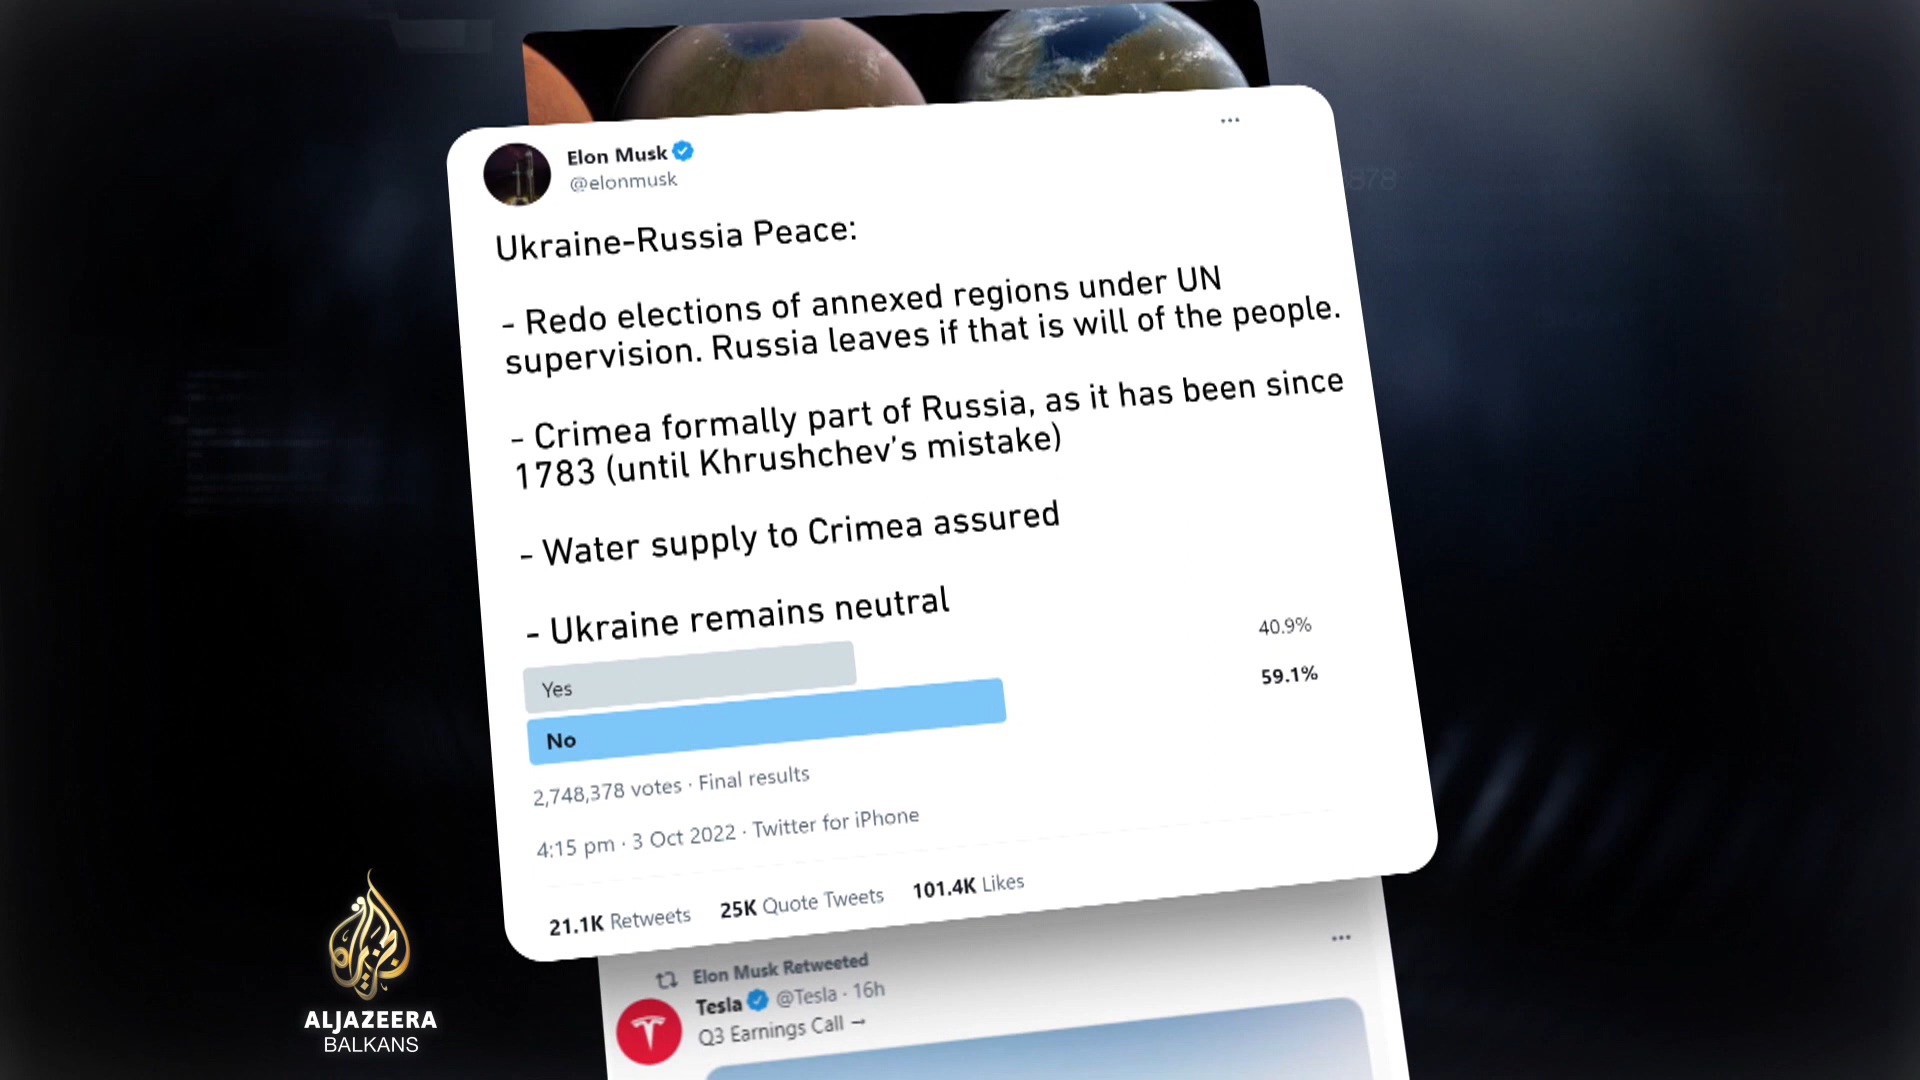 Elon Musk
@elonmusk
...
Ukraine-Russia Peace:
- Redo elections of annexed regions under UN
supervision. Russia leaves if that is will of the people.
- Crimea formally part of Russia, as it has been since
1783 (until Khrushchev's mistake)
- Water supply to Crimea assured
- Ukraine remains neutral
Yes 40.9%
No 59.1%
2,748,378 votes · Final results
4:15 pm · 3 Oct 2022 · Twitter for iPhone
21.1K Retweets 25K Quote Tweets 101.4K Likes
Elon Musk Retweeted
...
Tesla @Tesla · 16h
Q3 Earnings Call →
الجزيرة
ALJAZEERA
BALKANS